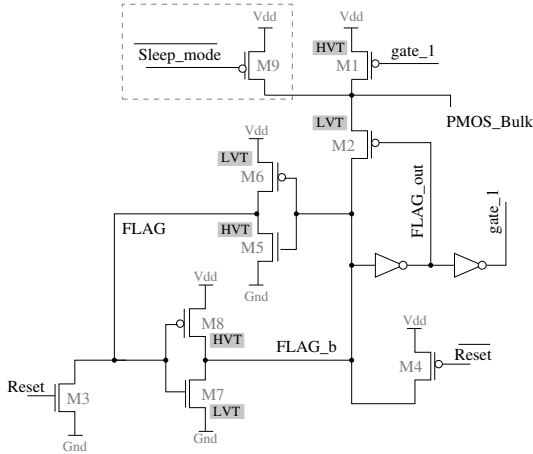 Vdd
Vdd
Sleep_mode
HVT
gate_1
M9
M1
PMOS_Bulk
LVT
Vdd
M2
LVT
M6
FLAG_out
gate_1
FLAG
HVT
M5
Vdd
Gnd
M8
Vdd
HVT
FLAG_b
Reset
M4
Reset
M3
M7
LVT
Gnd
Gnd